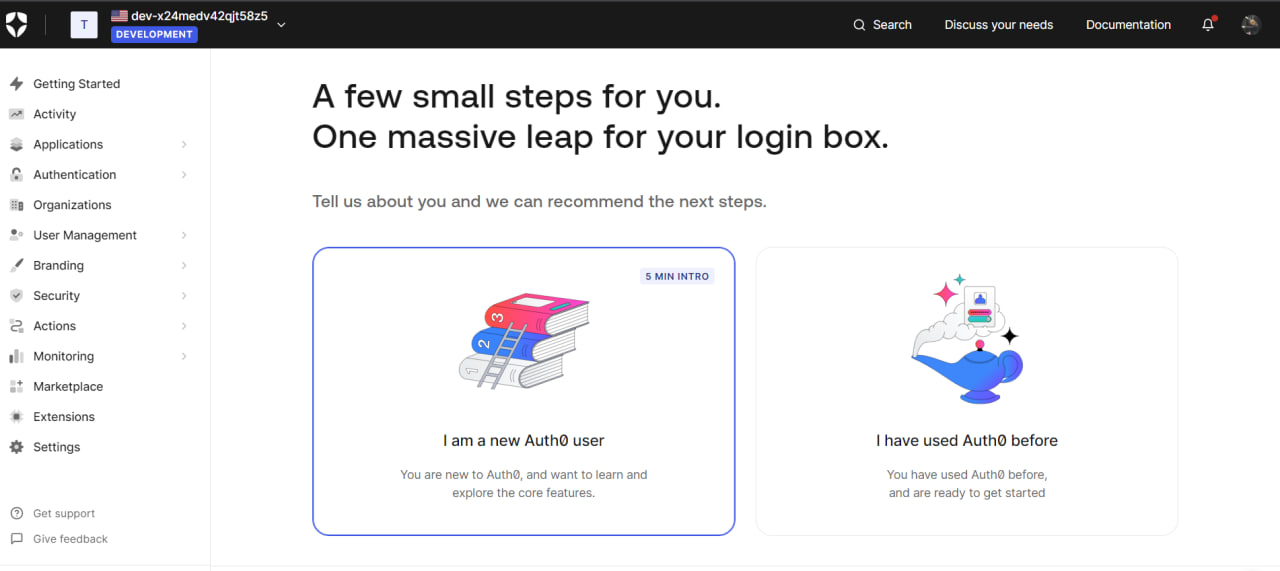 T
dev-x24medv42qjt58z5
DEVELOPMENT
Search
Discuss your needs
Documentation
Getting Started
Activity
Applications
Authentication
Organizations
User Management
Branding
Security
Actions
Monitoring
Marketplace
Extensions
Settings
Get support
Give feedback
A few small steps for you.
One massive leap for your login box.
Tell us about you and we can recommend the next steps.
5 MIN INTRO
3
2
1
I am a new Auth0 user
You are new to Auth0, and want to learn and
explore the core features.
I have used Auth0 before
You have used Auth0 before,
and are ready to get started